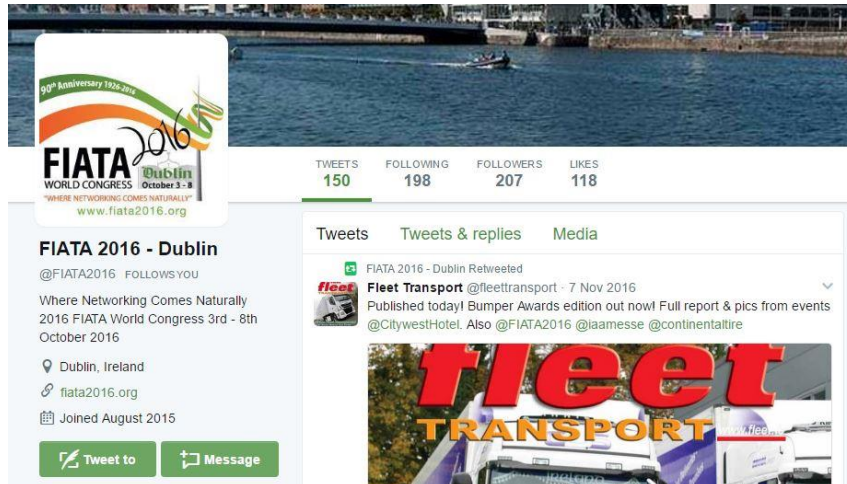 90th Anniversary 1926-2016
2016
FIATA
Dublin
WORLD CONGRESS
October 3 - 8
"WHERE NETWORKING COMES NATURALLY"
www.fiata2016.org
TWEETS FOLLOWING FOLLOWERS LIKES
150 198 207 118
FIATA 2016 - Dublin
@FIATA2016 FOLLOWS YOU
Where Networking Comes Naturally
2016 FIATA World Congress 3rd - 8th
October 2016
Dublin, Ireland
fiata2016.org
Joined August 2015
Tweet to
Message
Tweets Tweets & replies Media
FIATA 2016 - Dublin Retweeted
Fleet Transport @fleettransport · 7 Nov 2016
Published today! Bumper Awards edition out now! Full report & pics from events
@CitywestHotel. Also @FIATA2016 @iaamesse @continentaltire
fleet
fleet
TRANSPORT